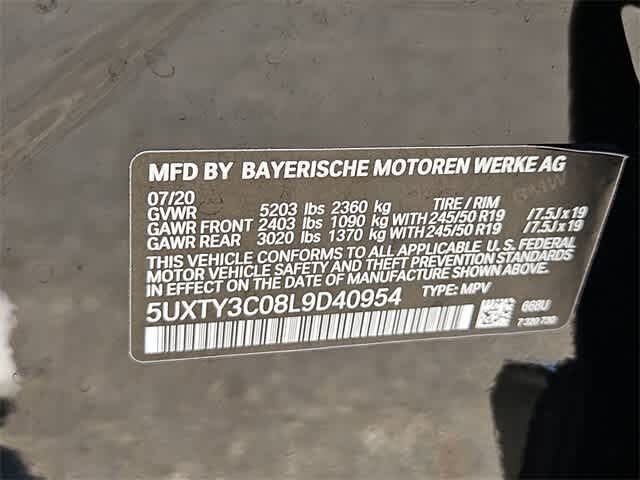 MFD BY BAYERISCHE MOTOREN WERKE AG
07/20 TIRE / RIM
GVWR 5203 lbs 2360 kg
GAWR FRONT 2403 lbs 1090 kg WITH 245/50 R19 /7.5J x 19
GAWR REAR 3020 lbs 1370 kg WITH 245/50 R19 /7.5J x 19
THIS VEHICLE CONFORMS TO ALL APPLICABLE U. S. FEDERAL
MOTOR VEHICLE SAFETY AND THEFT PREVENTION STANDARDS
IN EFFECT ON THE DATE OF MANUFACTURE SHOWN ABOVE.
5UXTY3C08L9D40954 TYPE: MPV
668U
7 320 730